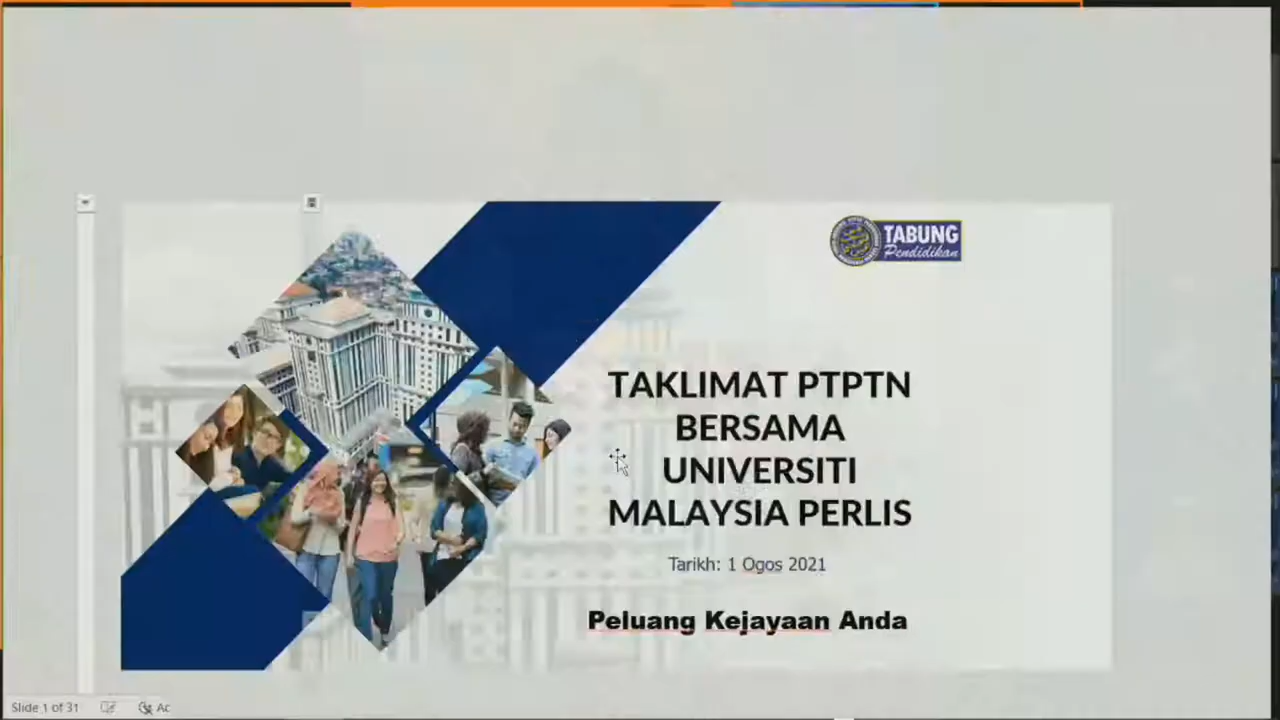 TABUNG
Pendidikan
TAKLIMAT PTPTN
BERSAMA
UNIVERSITI
MALAYSIA PERLIS
Tarikh: 1 Ogos 2021
Peluang Kejayaan Anda
Slide 1 of 31
Ac